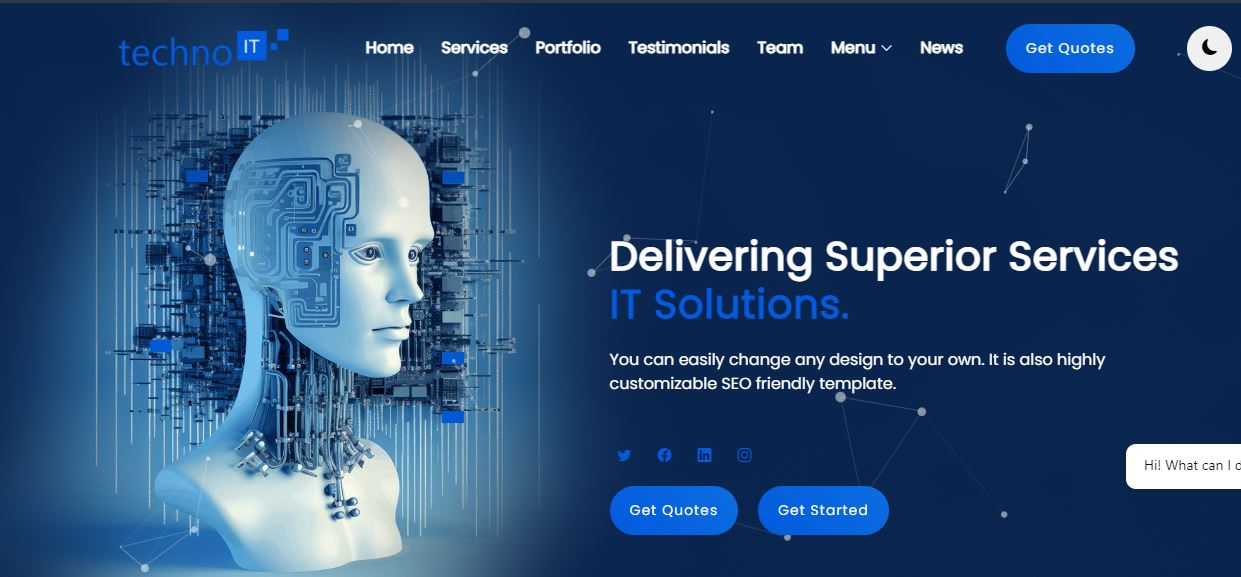 techno IT
Home Services Portfolio Testimonials Team Menu News Get Quotes
Delivering Superior Services
IT Solutions.
You can easily change any design to your own. It is also highly
customizable SEO friendly template.
Hi! What can I
Get Quotes Get Started